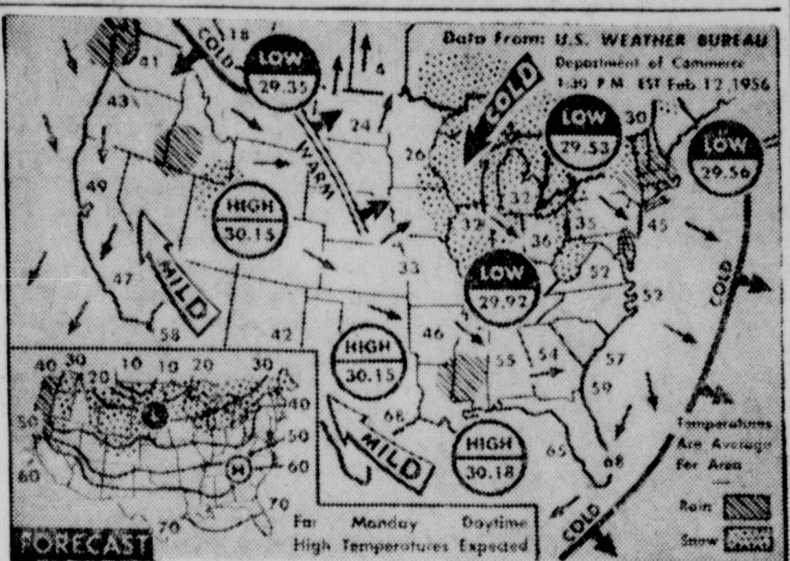 Data From: U.S. WEATHER BUREAU
Department of Commerce
1:30 P.M. EST Feb. 12, 1956
18
COLD
41
LOW
29.35
4
COLD
43
24
LOW
29.53
30
LOW
29.56
WARM
26
49
32
HIGH
30.15
32
35
45
36
MILD
33
LOW
29.92
52
COLD
47
52
58
42
46
HIGH
30.15
55
54
57
59
68
MILD
HIGH
30.18
65
68
COLD
Temperatures
Are Average
For Area
Rain
Snow
40 30 20 10 10 20 30
40
50
50
60
60
L
H
70
70
FORECAST
For Monday Daytime
High Temperatures Expected